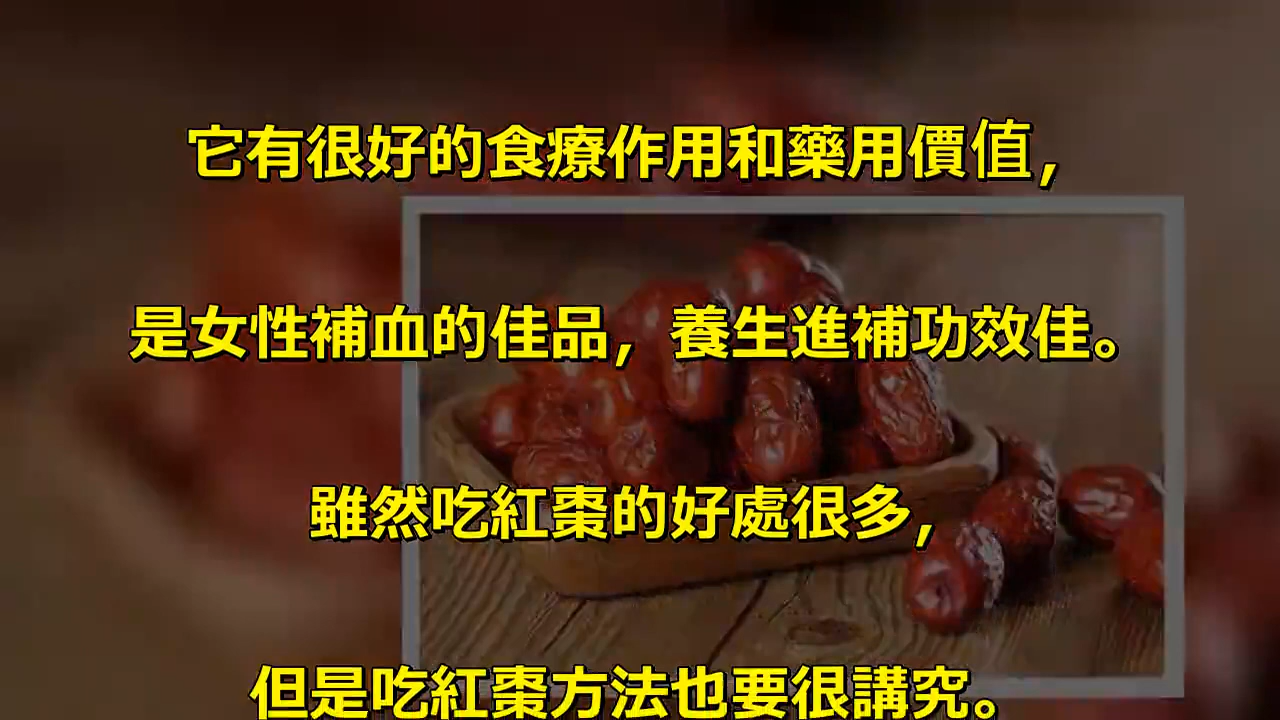 它有很好的食療作用和藥用價值，
是女性補血的佳品，養生進補功效佳。
雖然吃紅棗的好處很多，
但是吃紅棗方法也要很講究。